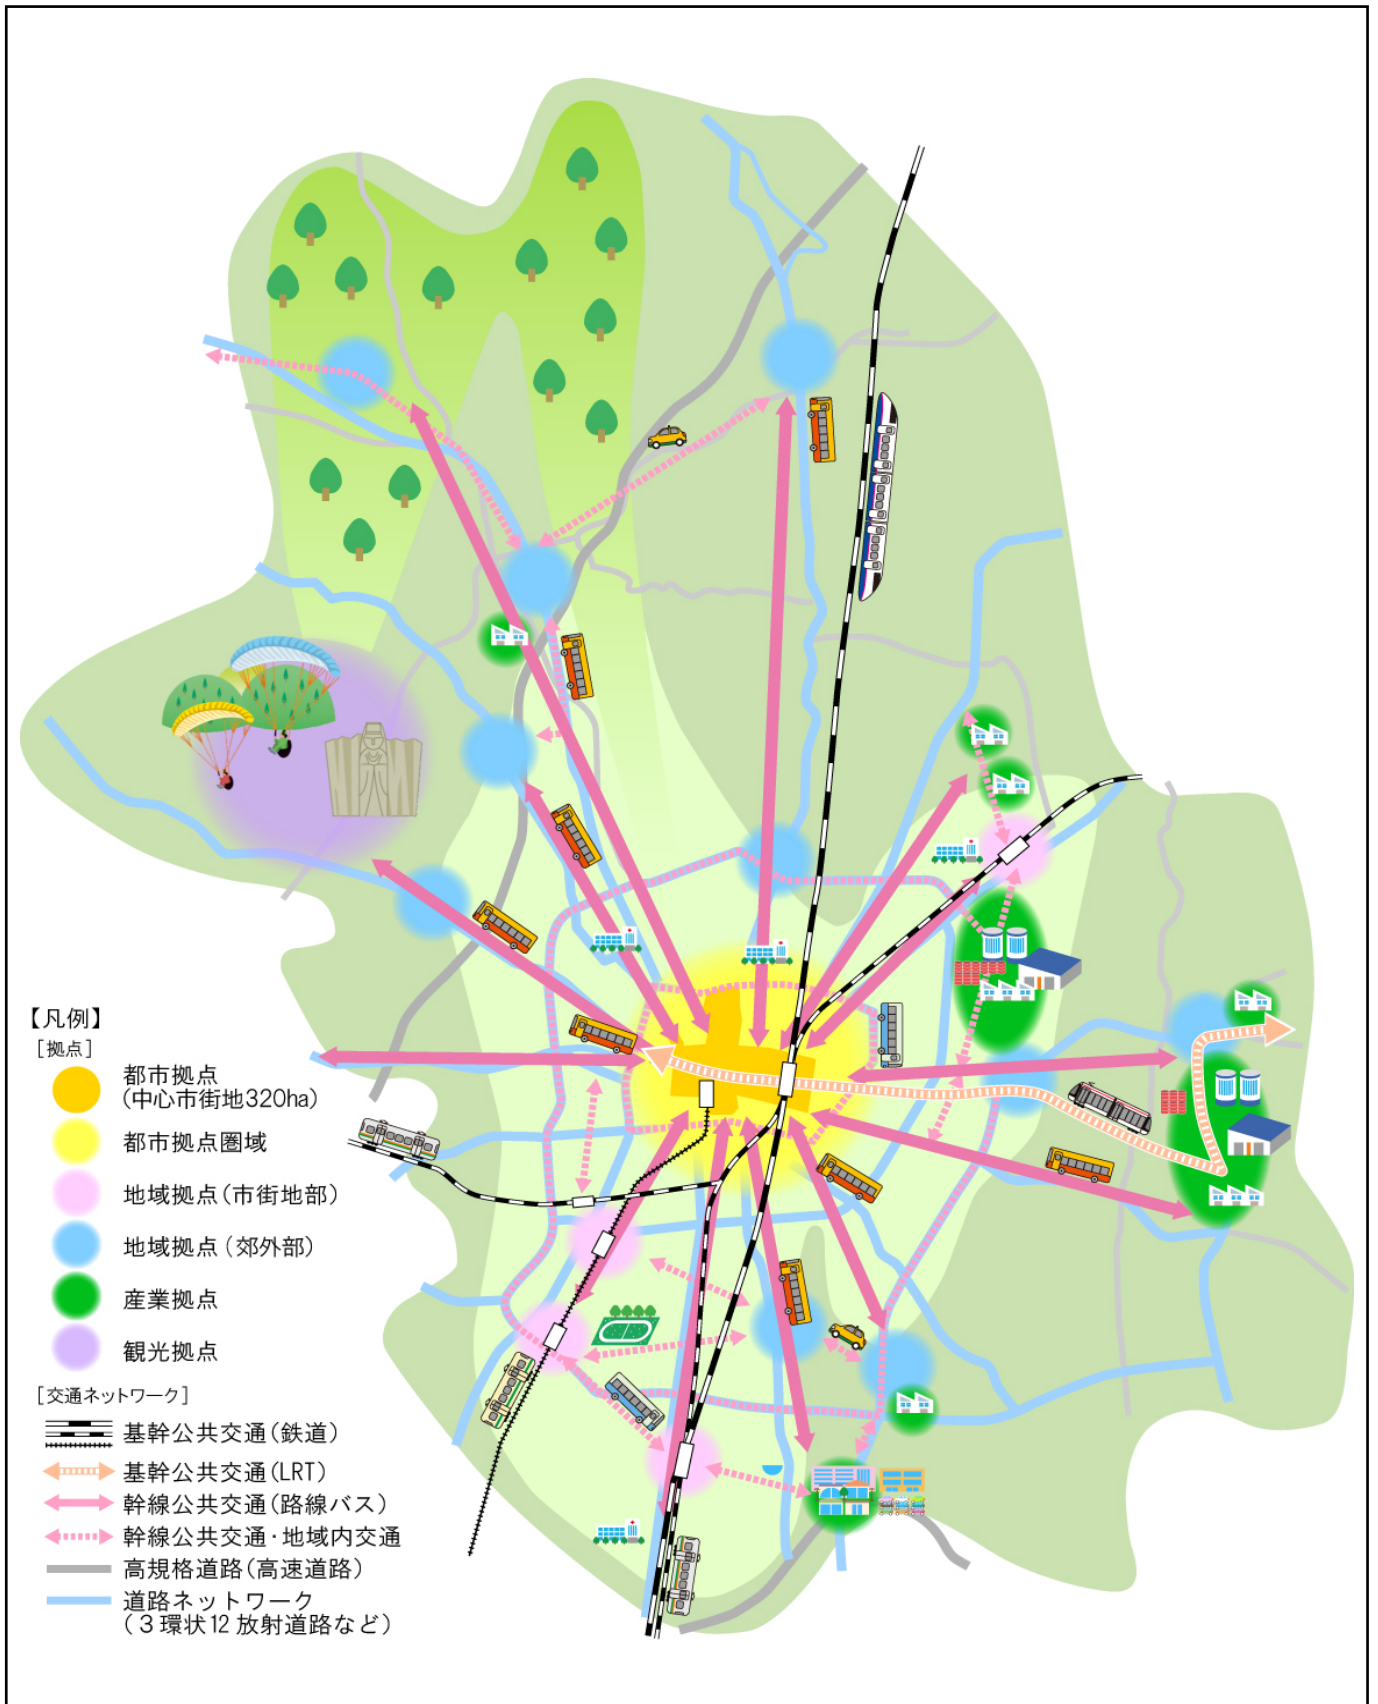 【凡例】
［拠点］
都市拠点
（中心市街地320ha）
都市拠点圏域
地域拠点（市街地部）
地域拠点（郊外部）
産業拠点
観光拠点
［交通ネットワーク］
基幹公共交通（鉄道）
基幹公共交通（LRT）
幹線公共交通（路線バス）
幹線公共交通・地域内交通
高規格道路（高速道路）
道路ネットワーク
（３環状12放射道路など）